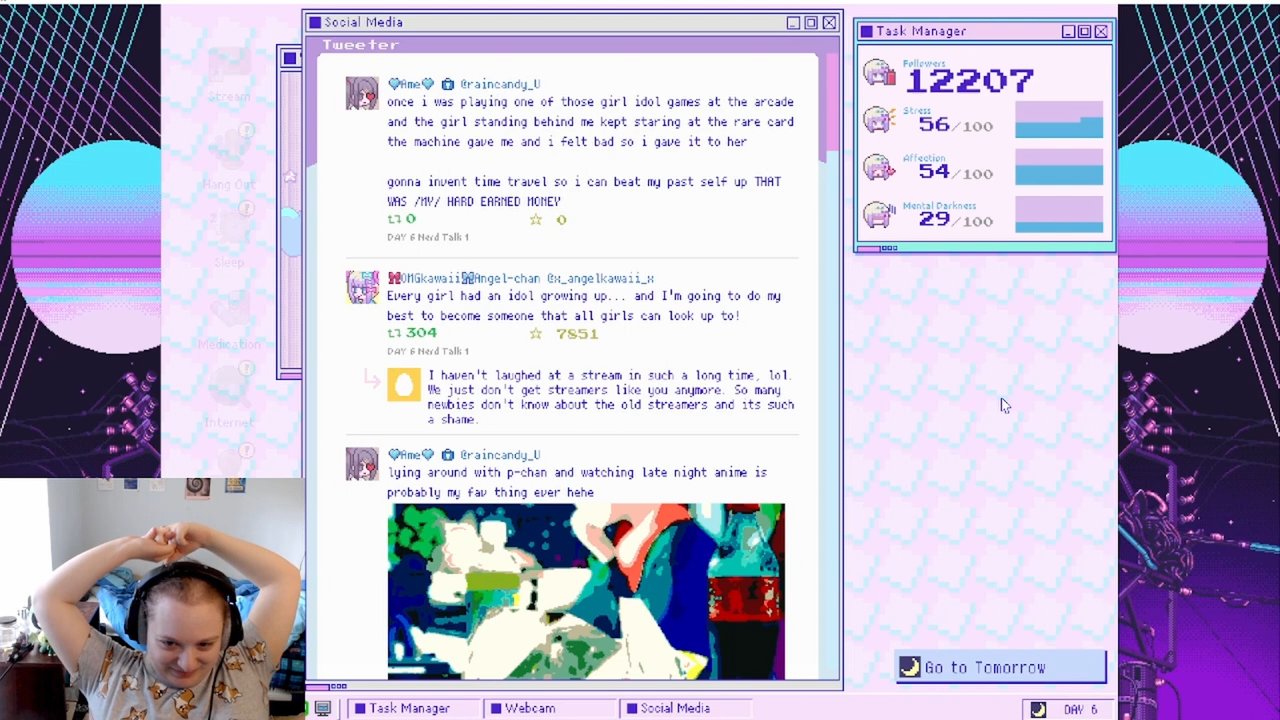 Social Media
Tweeter
Ame @raincandy_U
once i was playing one of those girl idol games at the arcade
and the girl standing behind me kept staring at the rare card
the machine gave me and i felt bad so i gave it to her
gonna invent time travel so i can beat my past self up THAT
WAS /MY/ HARD EARNED MONEY
0 0
DAY 6 Nerd Talk 1
OMGkawaiiAngel-chan @x_angelkawaii_x
Every girl had an idol growing up... and I'm going to do my
best to become someone that all girls can look up to!
304 7851
DAY 6 Nerd Talk 1
I haven't laughed at a stream in such a long time, lol.
We just don't get streamers like you anymore. So many
newbies don't know about the old streamers and its such
a shame.
Ame @raincandy_U
lying around with p-chan and watching late night anime is
probably my fav thing ever hehe
Task Manager
Followers
12207
Stress
56/100
Affection
54/100
Mental Darkness
29/100
Stream
Hang Out
Sleep
Medication
Internet
Go to Tomorrow
Task Manager
Webcam
Social Media
DAY 6